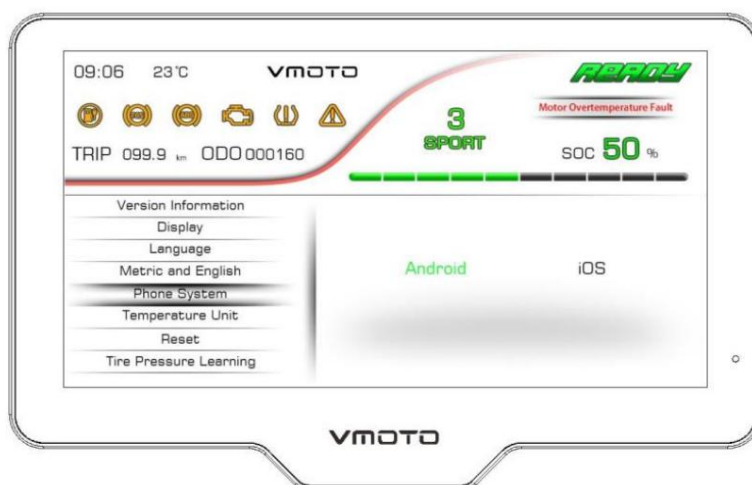 09:06 23℃ VMOTO READY
Motor Overtemperature Fault
3
SPORT
TRIP 099.9 km ODO 000160
SOC 50 %
Version Information
Display
Language
Metric and English
Phone System
Temperature Unit
Reset
Tire Pressure Learning
Android iOS
VMOTO